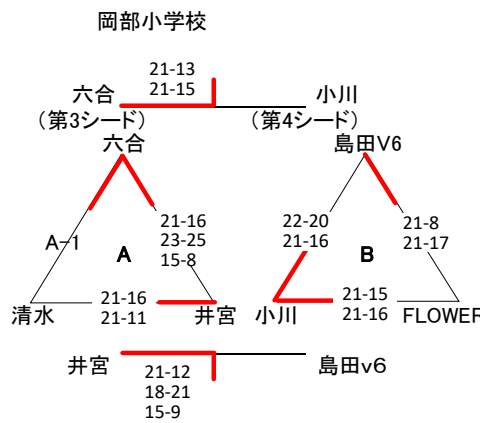 岡部小学校
21-13
21-15
六合
(第3シード)
小川
(第4シード)
六合
島田V6
A-1
A
21-16
23-25
15-8
22-20
21-16
B
21-8
21-17
21-16
21-11
21-15
21-16
清水
井宮
小川
FLOWER
井宮
21-12
18-21
15-9
島田v6